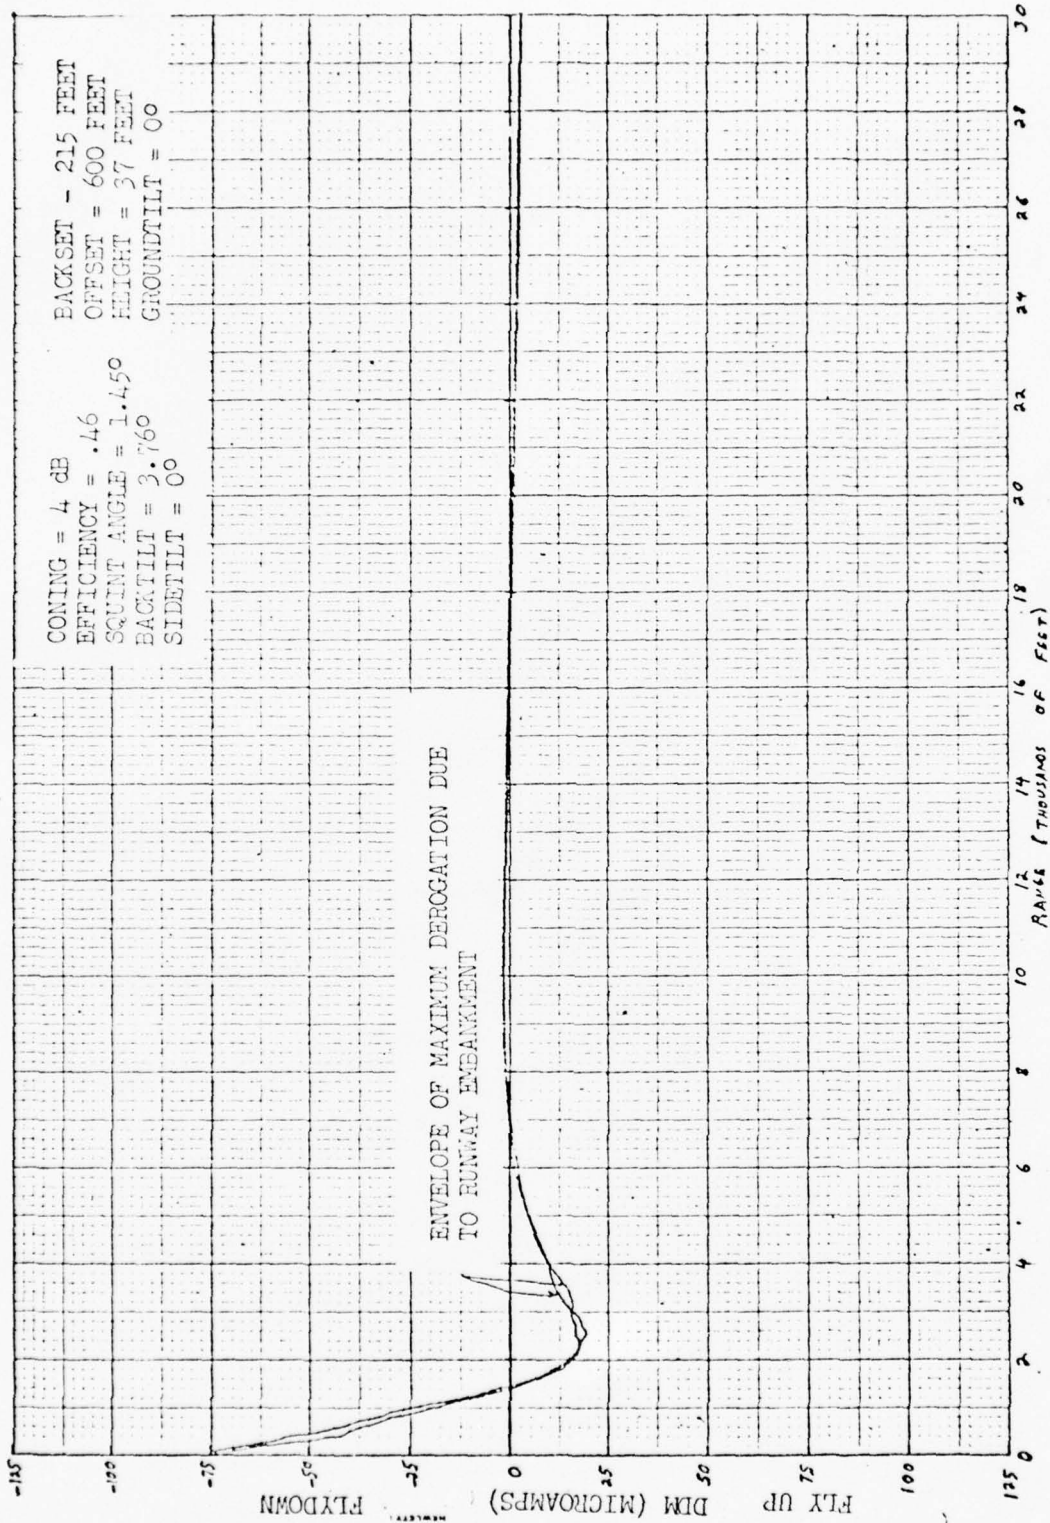 CONING = 4 dB
EFFICIENCY = .46
SQUINT ANGLE = 1.45°
BACKTILT = 3.76°
SIDETILT = 0°
BACKSET - 215 FEET
OFFSET = 600 FEET
HEIGHT = 37 FEET
GROUNDTILT = 0°
ENVELOPE OF MAXIMUM DEROGATION DUE
TO RUNWAY EMBANKMENT
-125
-100
-75
-50
-25
0
25
50
75
100
125
FLYDOWN
DDM (MICROAMPS)
FLY UP
0 2 4 6 8 10 12 14 16 18 20 22 24 26 28 30
RANGE (THOUSANDS OF FEET)